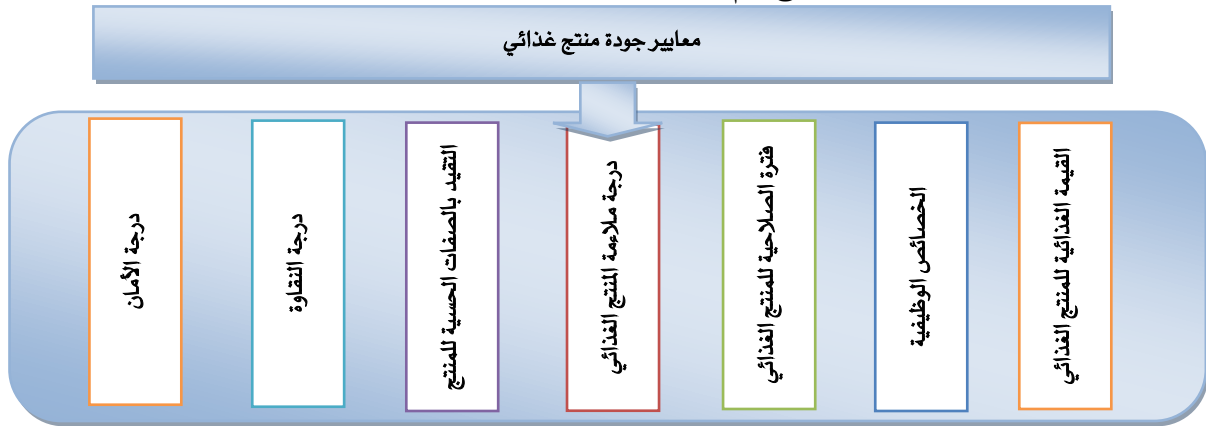 معايير جودة منتج غذائي
القيمة الغذائية للمنتج الغذائي
الخصائص الوظيفية
فترة الصلاحية للمنتج الغذائي
درجة ملاءمة المنتج الغذائي
التقيد بالصفات الحسية للمنتج
درجة النقاوة
درجة الأمان